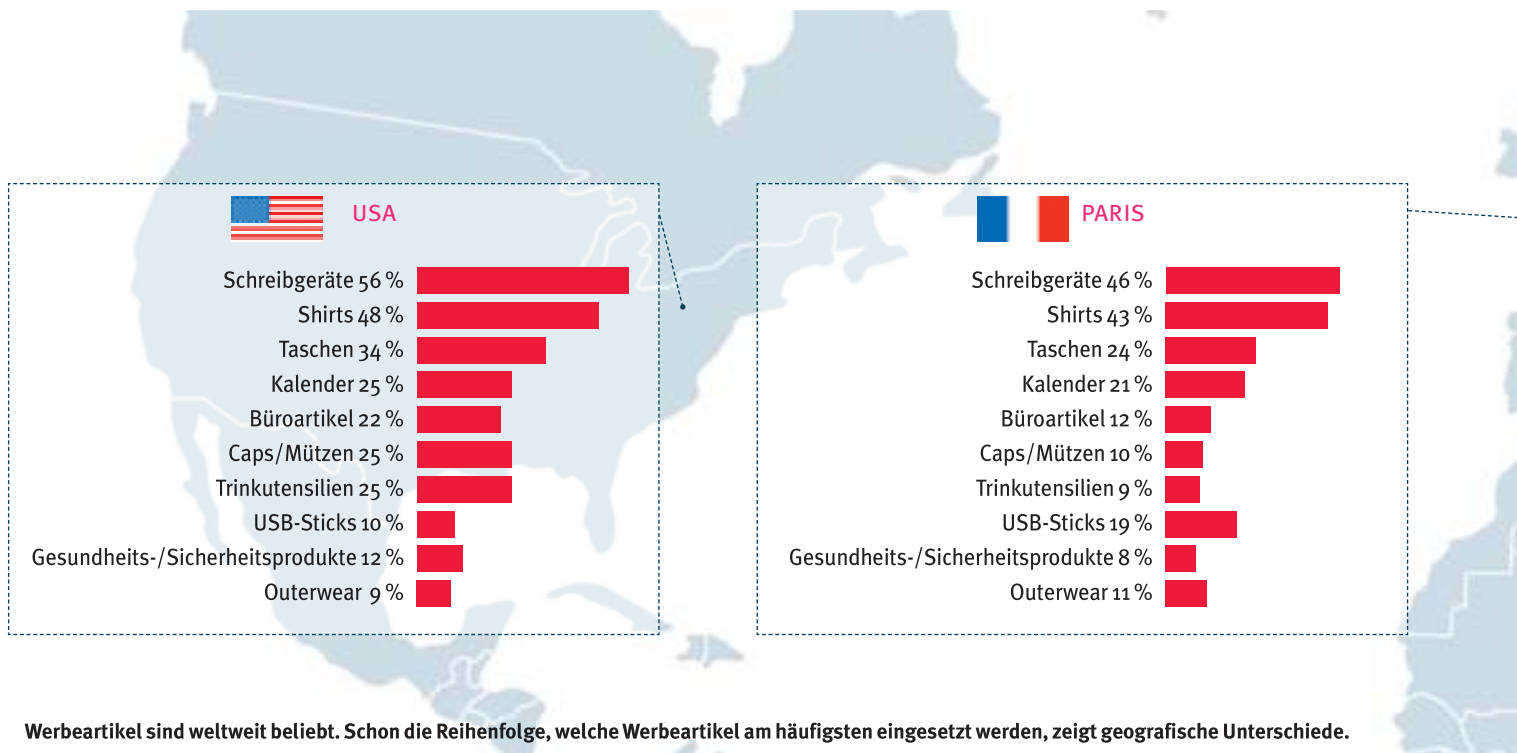 USA
Schreibgeräte 56 %
Shirts 48 %
Taschen 34 %
Kalender 25 %
Büroartikel 22 %
Caps/Mützen 25 %
Trinkutensilien 25 %
USB-Sticks 10 %
Gesundheits-/Sicherheitsprodukte 12 %
Outerwear 9 %
PARIS
Schreibgeräte 46 %
Shirts 43 %
Taschen 24 %
Kalender 21 %
Büroartikel 12 %
Caps/Mützen 10 %
Trinkutensilien 9 %
USB-Sticks 19 %
Gesundheits-/Sicherheitsprodukte 8 %
Outerwear 11 %
Werbeartikel sind weltweit beliebt. Schon die Reihenfolge, welche Werbeartikel am häufigsten eingesetzt werden, zeigt geografische Unterschiede.